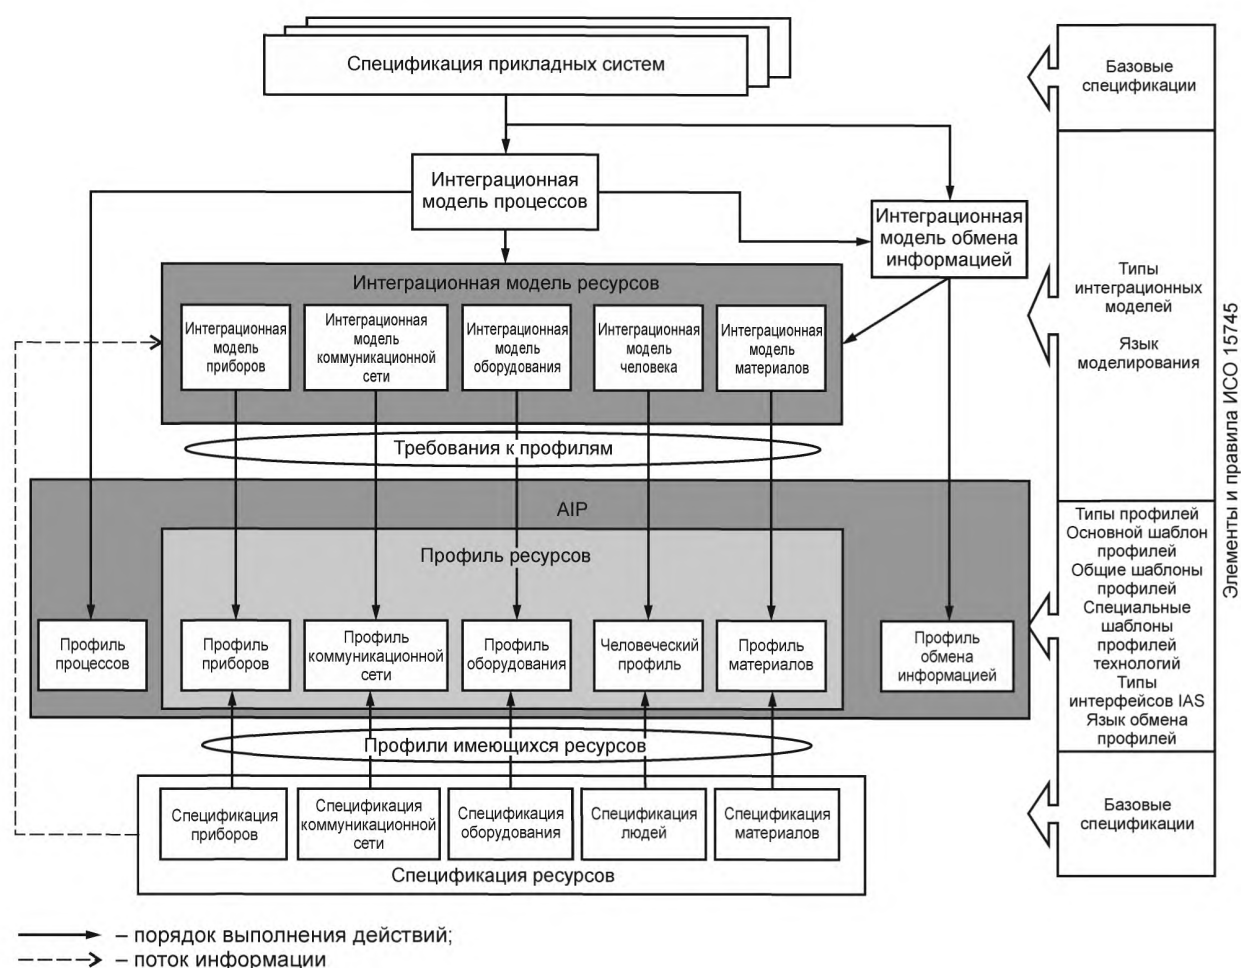 Спецификация прикладных систем
Базовые
спецификации
Интеграционная
модель процессов
Интеграционная
модель обмена
информацией
Интеграционная модель ресурсов
Интеграционная
модель
приборов
Интеграционная
модель
коммуникационной
сети
Интеграционная
модель
оборудования
Интеграционная
модель
человека
Интеграционная
модель
материалов
Типы
интеграционных
моделей
Язык
моделирования
Элементы и правила ИСО 15745
Требования к профилям
AIP
Профиль ресурсов
Профиль
процессов
Профиль
приборов
Профиль
коммуникационной
сети
Профиль
оборудования
Человеческий
профиль
Профиль
материалов
Профиль
обмена
информацией
Типы профилей
Основной шаблон
профилей
Общие шаблоны
профилей
Специальные
шаблоны
профилей
технологий
Типы
интерфейсов IAS
Язык обмена
профилей
Профили имеющихся ресурсов
Спецификация
приборов
Спецификация
коммуникационной
сети
Спецификация
оборудования
Спецификация
людей
Спецификация
материалов
Спецификация ресурсов
Базовые
спецификации
– порядок выполнения действий;
– поток информации